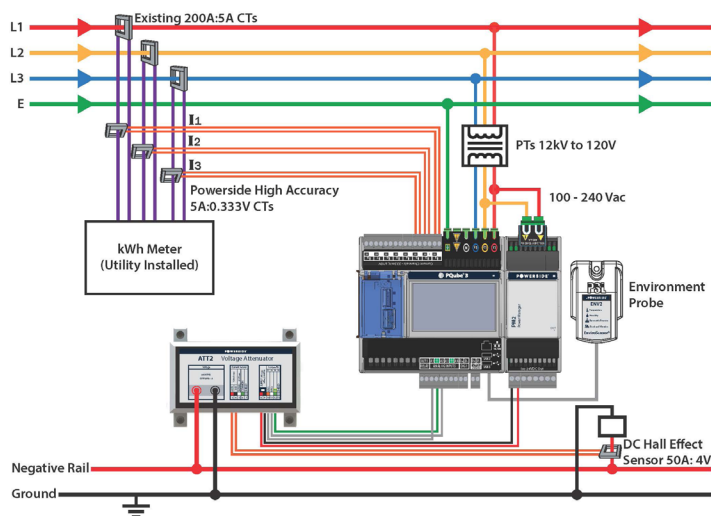 Existing 200A:5A CTs
L1
L2
L3
E
I1
I2
I3
PTs 12kV to 120V
Powerside High Accuracy
5A:0.333V CTs
100 - 240 Vac
kWh Meter
(Utility Installed)
PQube 3
POWERSIDE
PM2
Environment
Probe
PSL
ENV2
POWERSIDE
ATT2 Voltage Attenuator
DC Hall Effect
Sensor 50A: 4V
Negative Rail
Ground